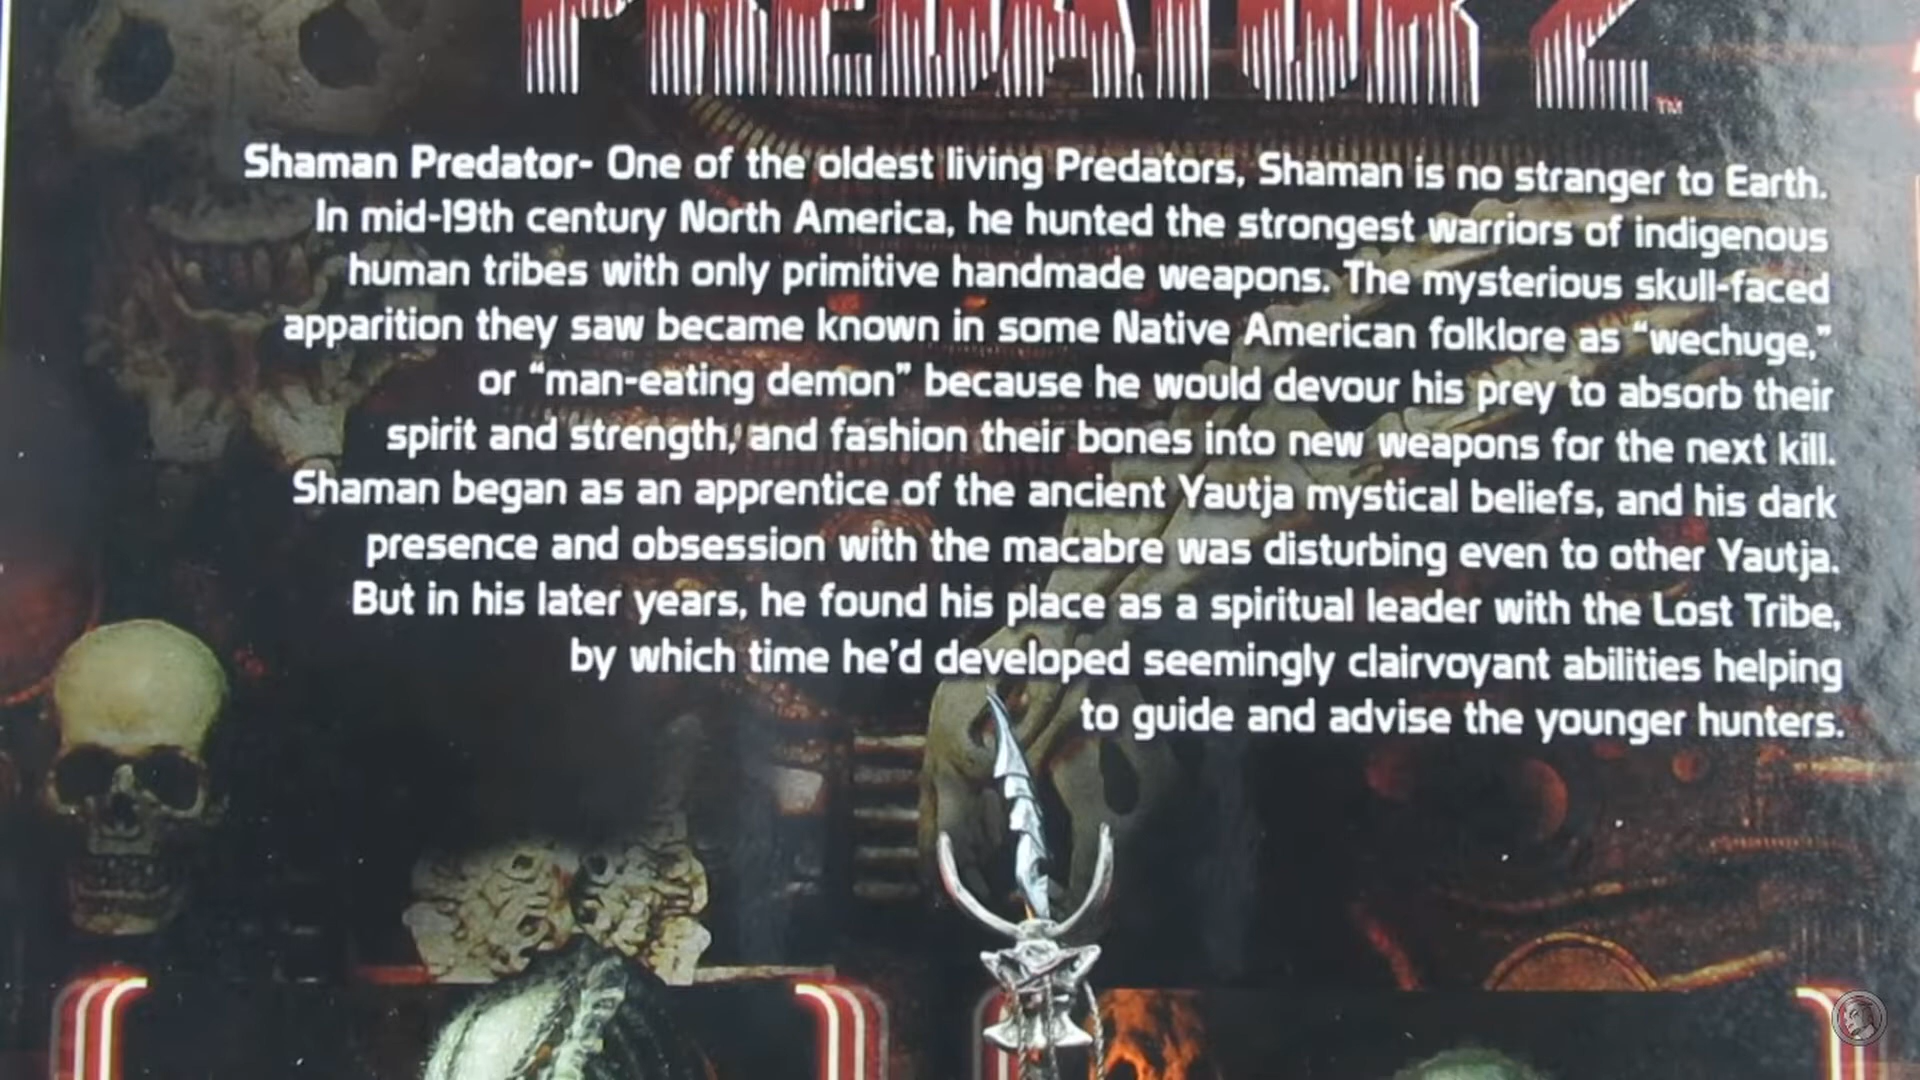 PREDATOR 2™
Shaman Predator- One of the oldest living Predators, Shaman is no stranger to Earth.
In mid-19th century North America, he hunted the strongest warriors of indigenous
human tribes with only primitive handmade weapons. The mysterious skull-faced
apparition they saw became known in some Native American folklore as “wechuge,”
or “man-eating demon” because he would devour his prey to absorb their
spirit and strength, and fashion their bones into new weapons for the next kill.
Shaman began as an apprentice of the ancient Yautja mystical beliefs, and his dark
presence and obsession with the macabre was disturbing even to other Yautja.
But in his later years, he found his place as a spiritual leader with the Lost Tribe,
by which time he’d developed seemingly clairvoyant abilities helping
to guide and advise the younger hunters.